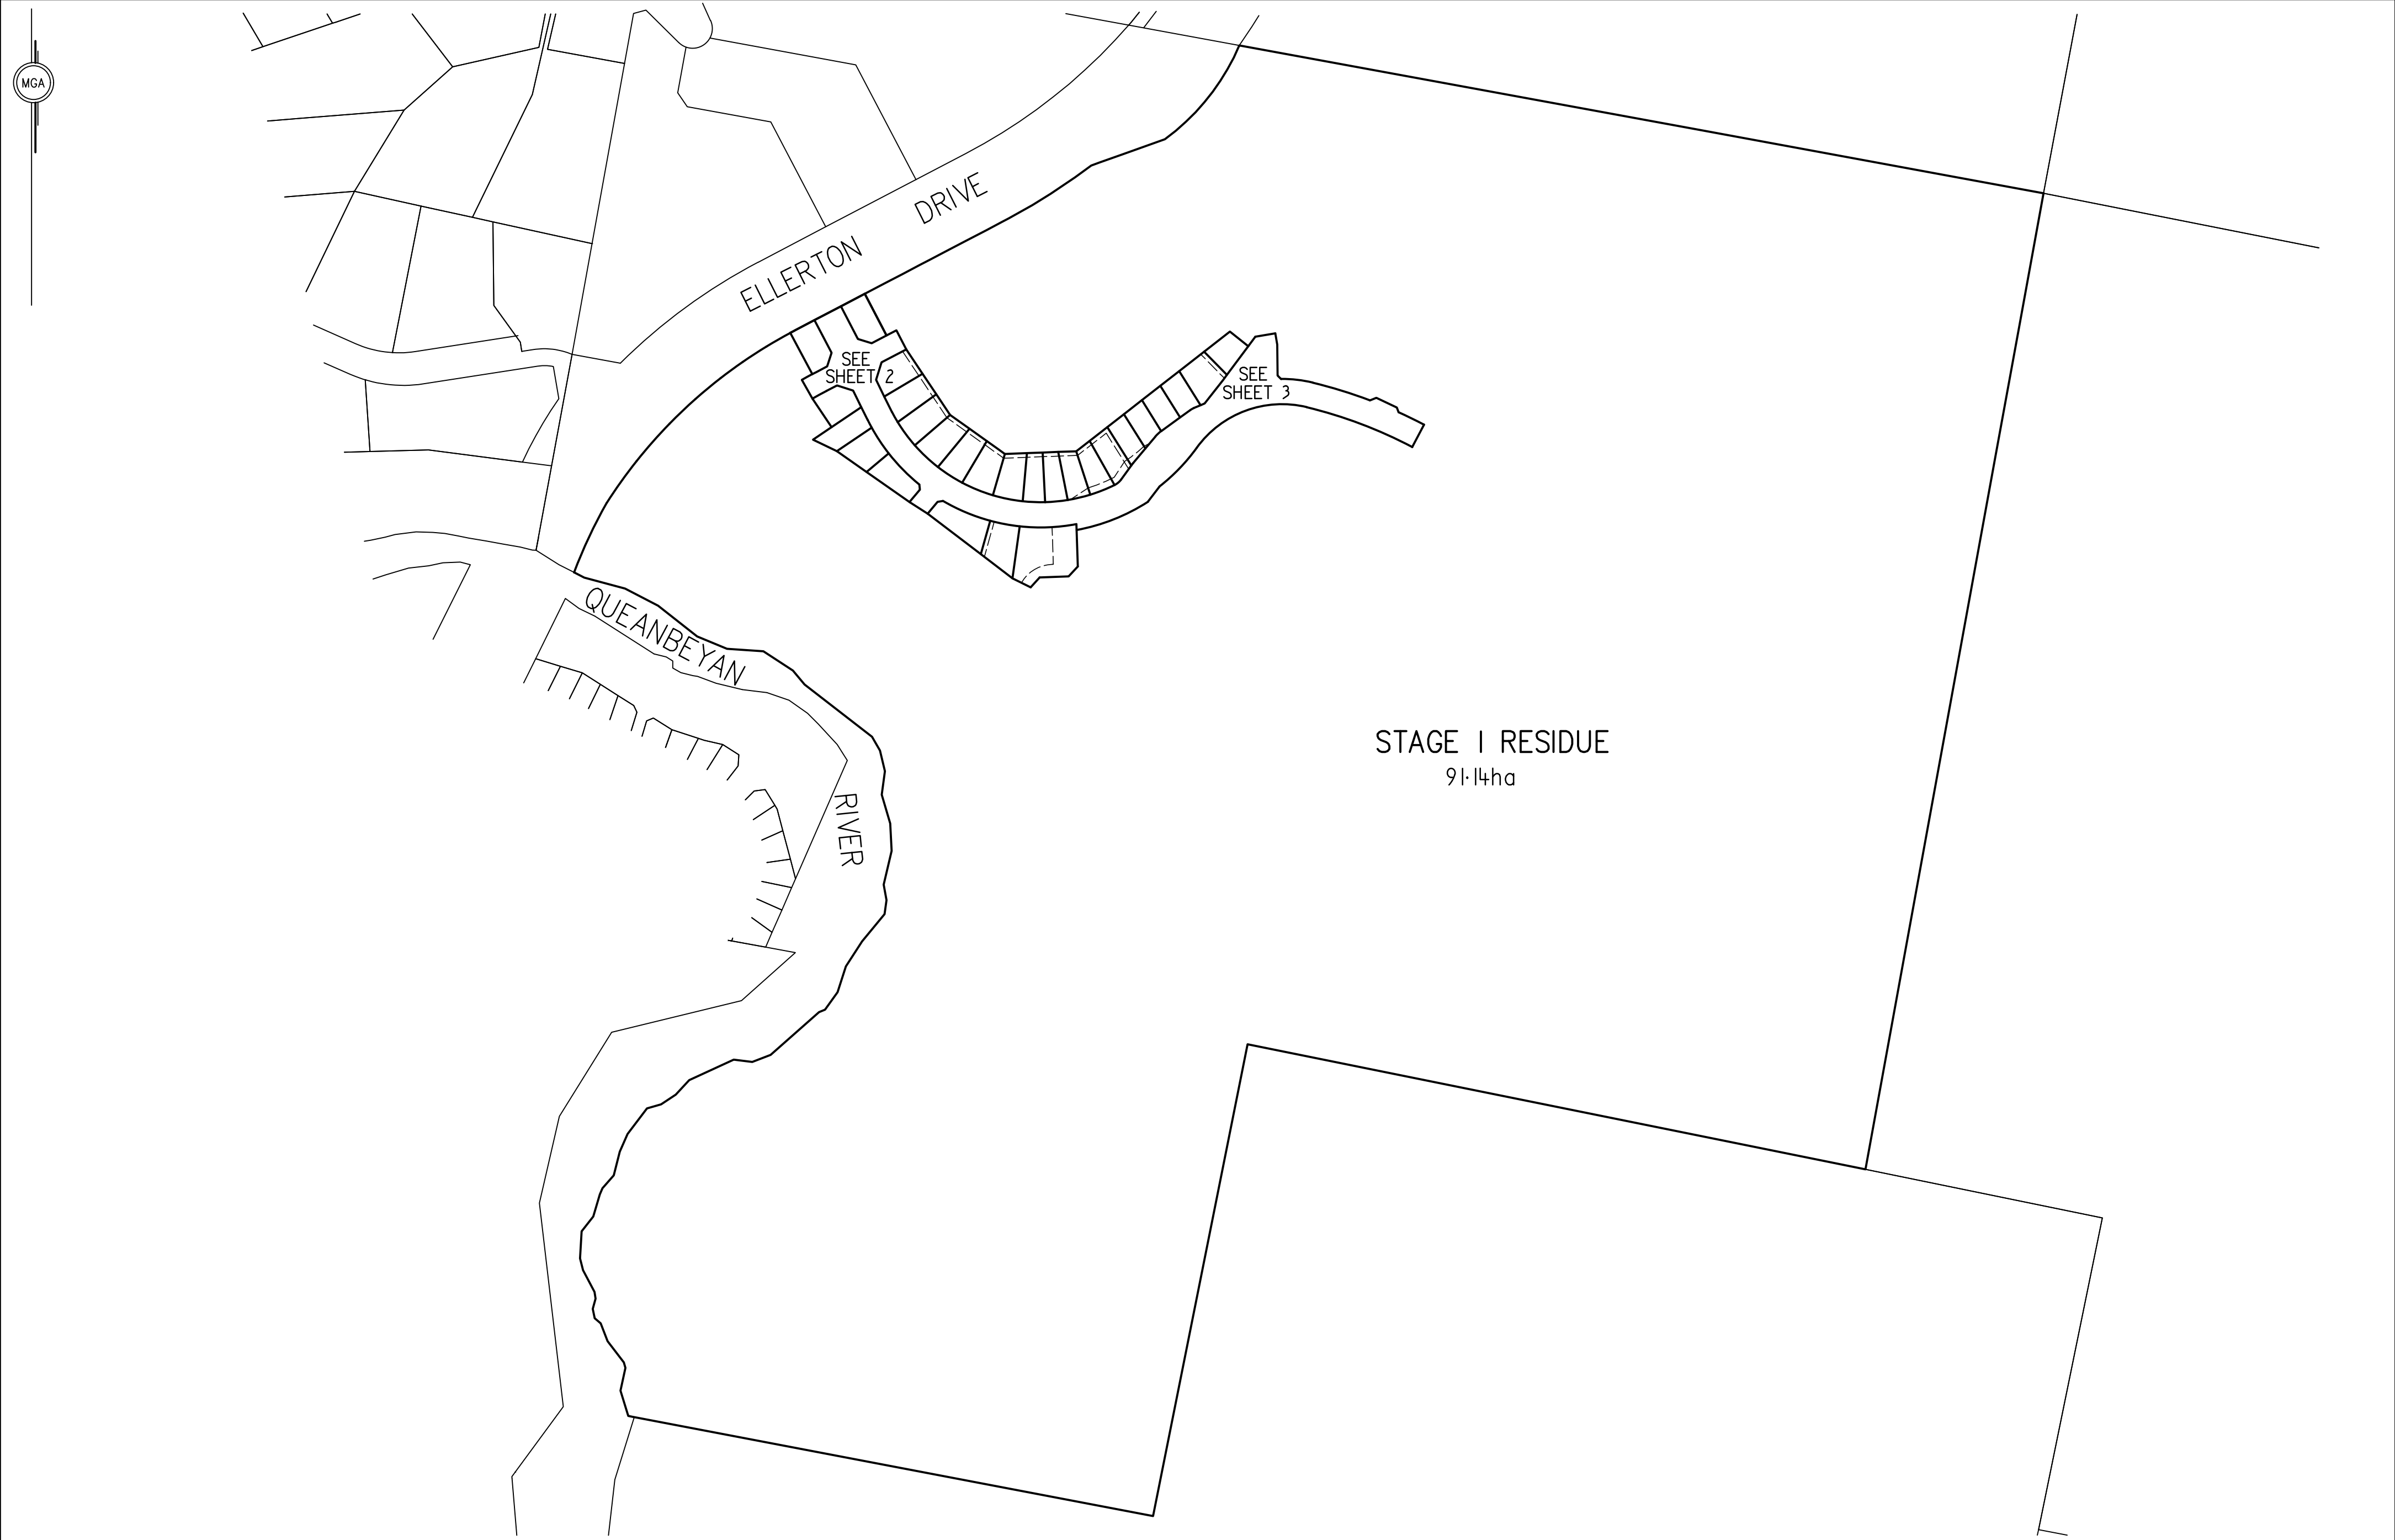 MGA
ELLERTON DRIVE
SEE
SHEET 2
SEE
SHEET 3
QUEANBEYAN
RIVER
STAGE 1 RESIDUE
91·14ha